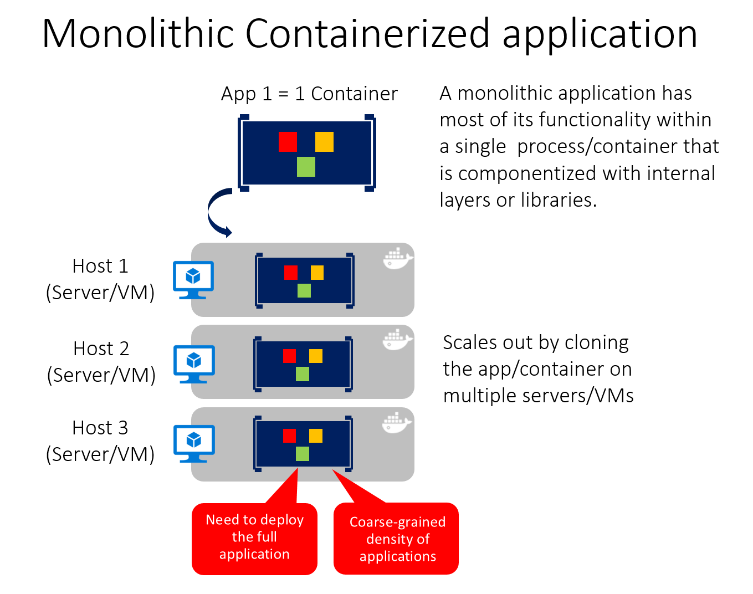 Monolithic Containerized application
App 1 = 1 Container
A monolithic application has
most of its functionality within
a single process/container that
is componentized with internal
layers or libraries.
Host 1
(Server/VM)
Host 2
(Server/VM)
Scales out by cloning
the app/container on
multiple servers/VMs
Host 3
(Server/VM)
Need to deploy
the full
application
Coarse-grained
density of
applications